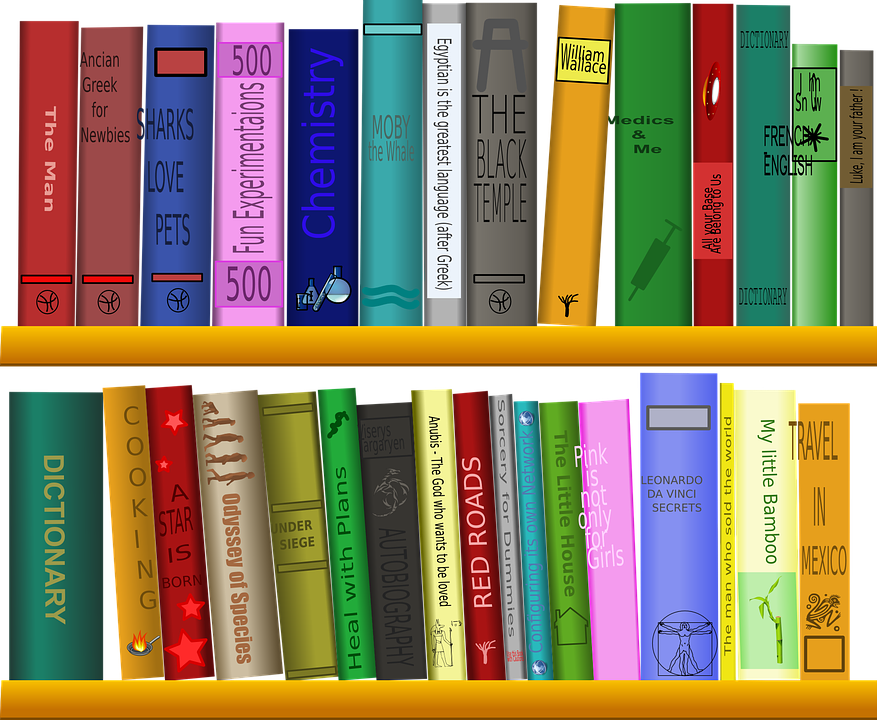 The Man
Ancian
Greek
for
Newbies
SHARKS
LOVE
PETS
500
Fun Experimentaions
500
Chemistry
MOBY
the Whale
Egyptian is the greatest language (after Greek)
THE
BLACK
TEMPLE
William
Wallace
Medics
&
Me
All your Base
Are Belong to Us
DICTIONARY
FRENCH
ENGLISH
DICTIONARY
Luke, I am your father !
DICTIONARY
COOKING
A
STAR
IS
BORN
Odyssey of Species
UNDER
SIEGE
Heal with Plans
Viserys
Targaryen
AUTOBIOGRAPHY
Anubis - The God who wants to be loved
RED ROADS
Sorcery for Dummies
Configuring its own Network
The Little House
Pink
is
not
only
for
Girls
LEONARDO
DA VINCI
SECRETS
The man who sold the world
My little Bamboo
TRAVEL
IN
MEXICO